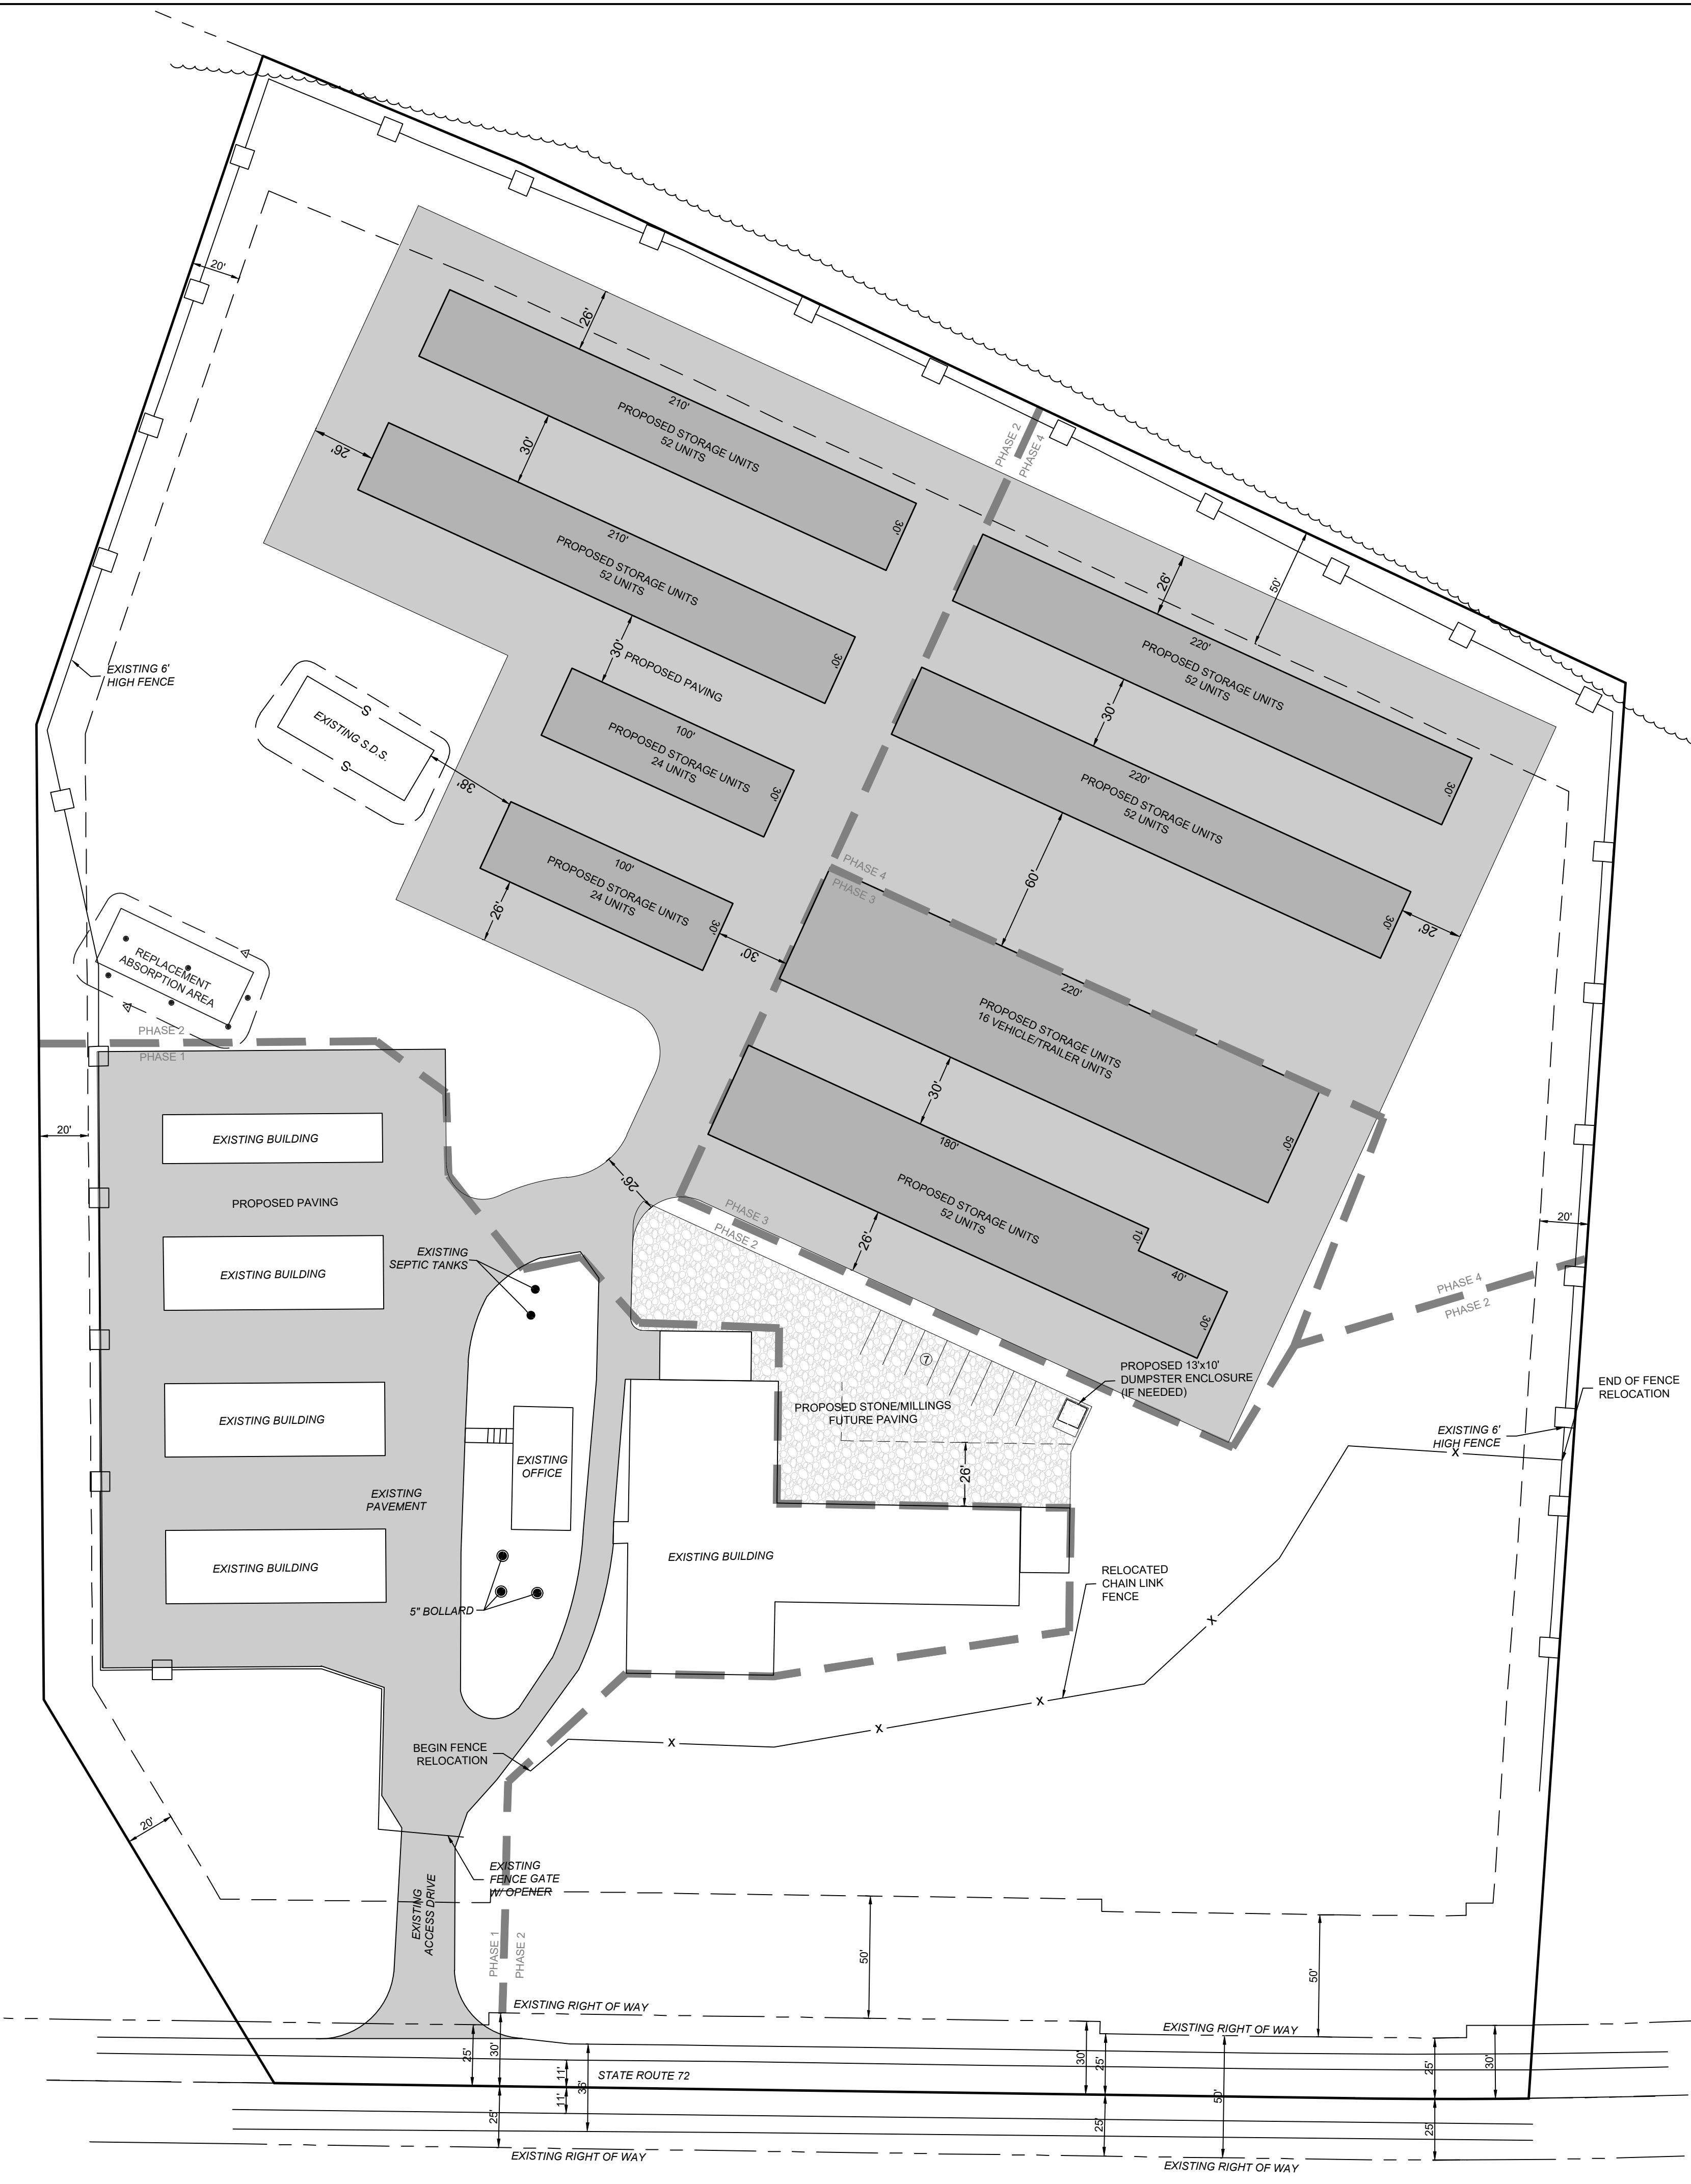 20'
26'
210'
PROPOSED STORAGE UNITS
52 UNITS
30'
30'
PHASE 2
PHASE 4
26'
210'
PROPOSED STORAGE UNITS
52 UNITS
30'
30'
PROPOSED PAVING
26'
50'
220'
PROPOSED STORAGE UNITS
52 UNITS
30'
30'
EXISTING 6'
HIGH FENCE
S
EXISTING S.D.S.
S
38'
100'
PROPOSED STORAGE UNITS
24 UNITS
30'
220'
PROPOSED STORAGE UNITS
52 UNITS
30'
26'
60'
100'
PROPOSED STORAGE UNITS
24 UNITS
30'
26'
30'
PHASE 4
PHASE 3
220'
PROPOSED STORAGE UNITS
16 VEHICLE/TRAILER UNITS
50'
30'
REPLACEMENT
ABSORPTION AREA
PHASE 2
PHASE 1
20'
EXISTING BUILDING
PROPOSED PAVING
26'
180'
PROPOSED STORAGE UNITS
52 UNITS
10'
40'
30'
26'
PHASE 3
PHASE 2
20'
PHASE 4
PHASE 2
EXISTING
SEPTIC TANKS
EXISTING BUILDING
7
PROPOSED 13'x10'
DUMPSTER ENCLOSURE
(IF NEEDED)
END OF FENCE
RELOCATION
PROPOSED STONE/MILLINGS
FUTURE PAVING
EXISTING BUILDING
EXISTING 6'
HIGH FENCE
X
EXISTING
OFFICE
26'
EXISTING
PAVEMENT
EXISTING BUILDING
EXISTING BUILDING
RELOCATED
CHAIN LINK
FENCE
5" BOLLARD
X
X
X
X
BEGIN FENCE
RELOCATION
20'
EXISTING
FENCE GATE
W/ OPENER
EXISTING
ACCESS DRIVE
PHASE 1
PHASE 2
50'
50'
EXISTING RIGHT OF WAY
EXISTING RIGHT OF WAY
25'
30'
11'
36'
STATE ROUTE 72
30'
25'
50'
25'
30'
11'
25'
25'
25'
EXISTING RIGHT OF WAY
EXISTING RIGHT OF WAY